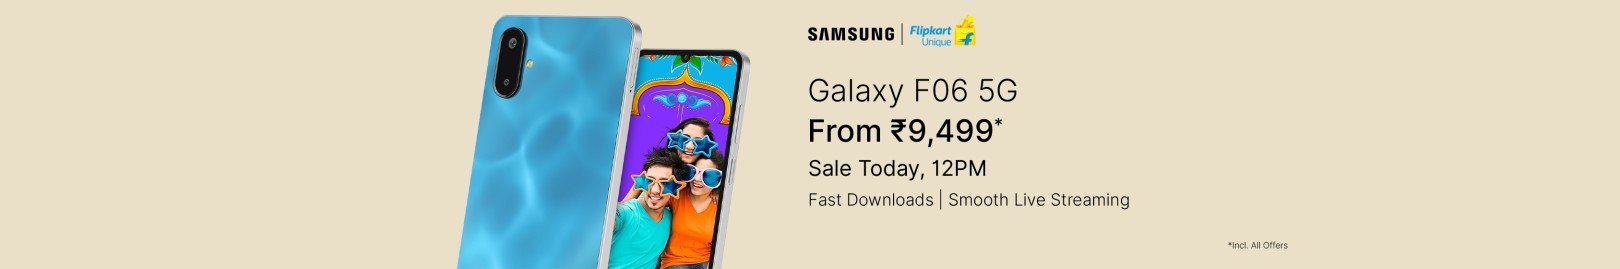 SAMSUNG | Flipkart Unique
Galaxy F06 5G
From ₹9,499*
Sale Today, 12PM
Fast Downloads | Smooth Live Streaming
*Incl. All Offers